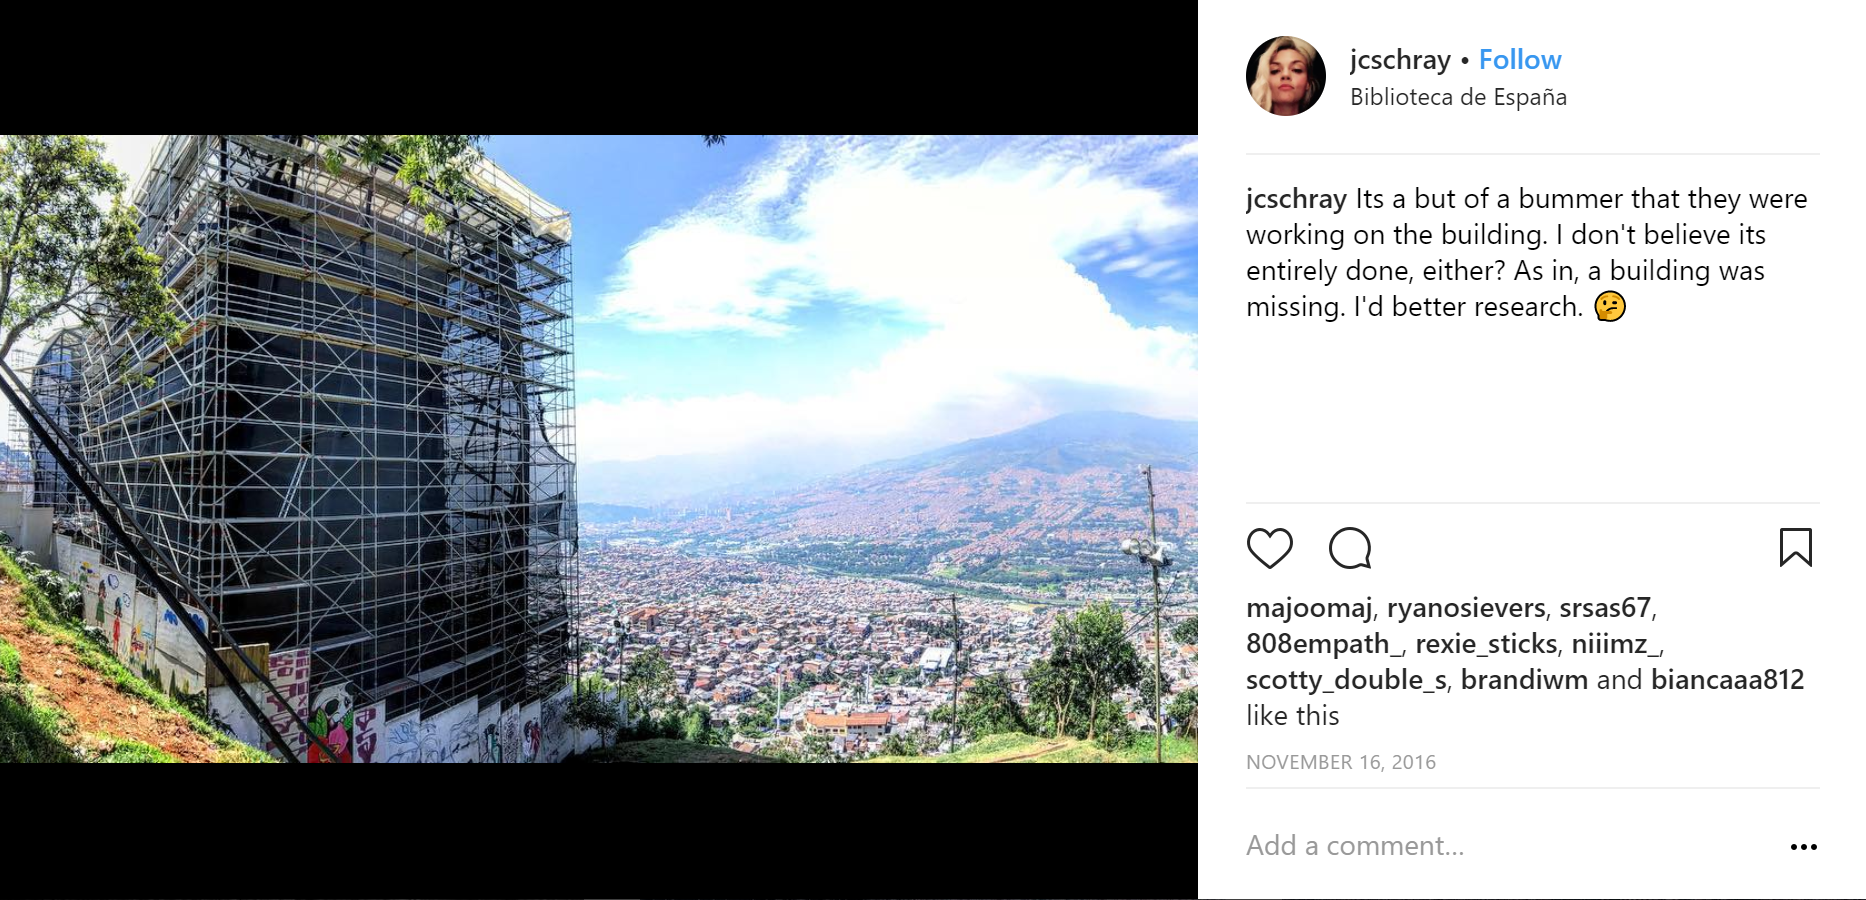 jcschray • Follow
Biblioteca de España
jcschray Its a but of a bummer that they were
working on the building. I don't believe its
entirely done, either? As in, a building was
missing. I'd better research. 🤔
majoomaj, ryanosievers, srsas67,
808empath_, rexie_sticks, niiimz_,
scotty_double_s, brandiwm and biancaaa812
like this
NOVEMBER 16, 2016
Add a comment...